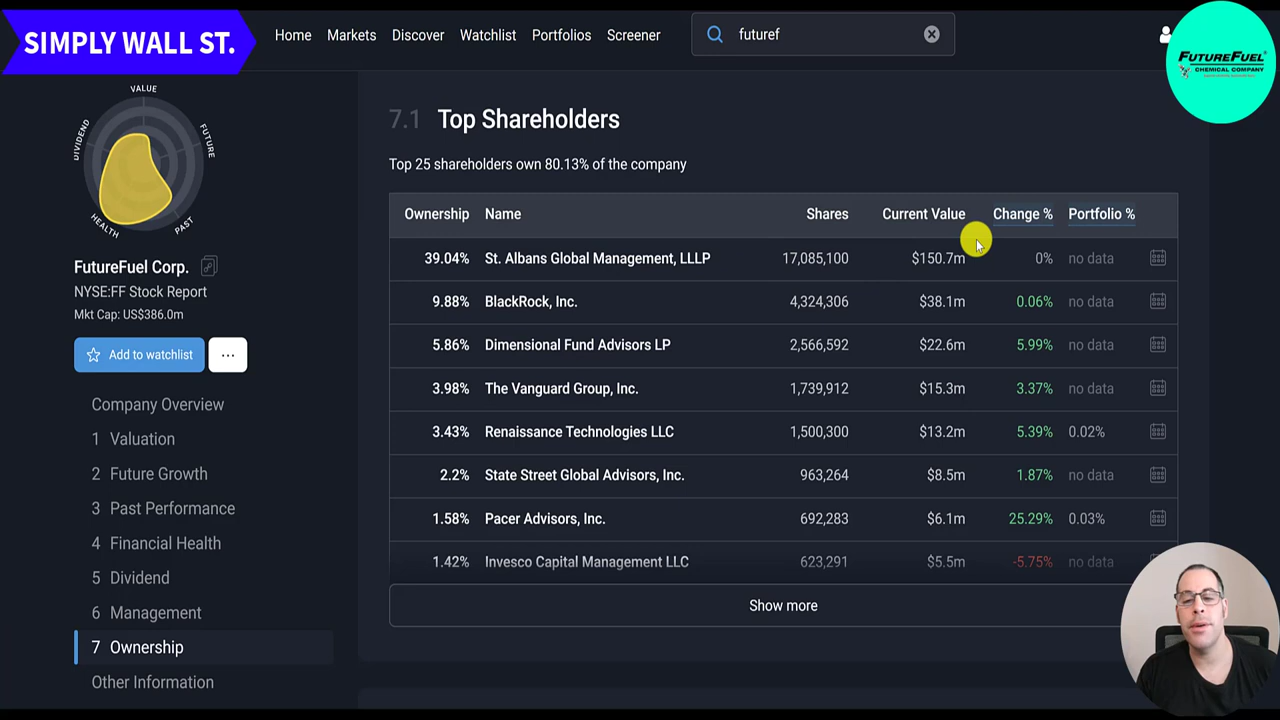 SIMPLY WALL ST.
Home Markets Discover Watchlist Portfolios Screener
futuref
FUTUREFUEL
CHEMICAL COMPANY
VALUE
FUTURE
PAST
HEALTH
DIVIDEND
FutureFuel Corp.
NYSE:FF Stock Report
Mkt Cap: US$386.0m
Add to watchlist ...
Company Overview
1 Valuation
2 Future Growth
3 Past Performance
4 Financial Health
5 Dividend
6 Management
7 Ownership
Other Information
7.1 Top Shareholders
Top 25 shareholders own 80.13% of the company
Ownership Name Shares Current Value Change % Portfolio %
39.04% St. Albans Global Management, LLLP 17,085,100 $150.7m 0% no data
9.88% BlackRock, Inc. 4,324,306 $38.1m 0.06% no data
5.86% Dimensional Fund Advisors LP 2,566,592 $22.6m 5.99% no data
3.98% The Vanguard Group, Inc. 1,739,912 $15.3m 3.37% no data
3.43% Renaissance Technologies LLC 1,500,300 $13.2m 5.39% 0.02%
2.2% State Street Global Advisors, Inc. 963,264 $8.5m 1.87% no data
1.58% Pacer Advisors, Inc. 692,283 $6.1m 25.29% 0.03%
1.42% Invesco Capital Management LLC 623,291 $5.5m -5.75% no data
Show more